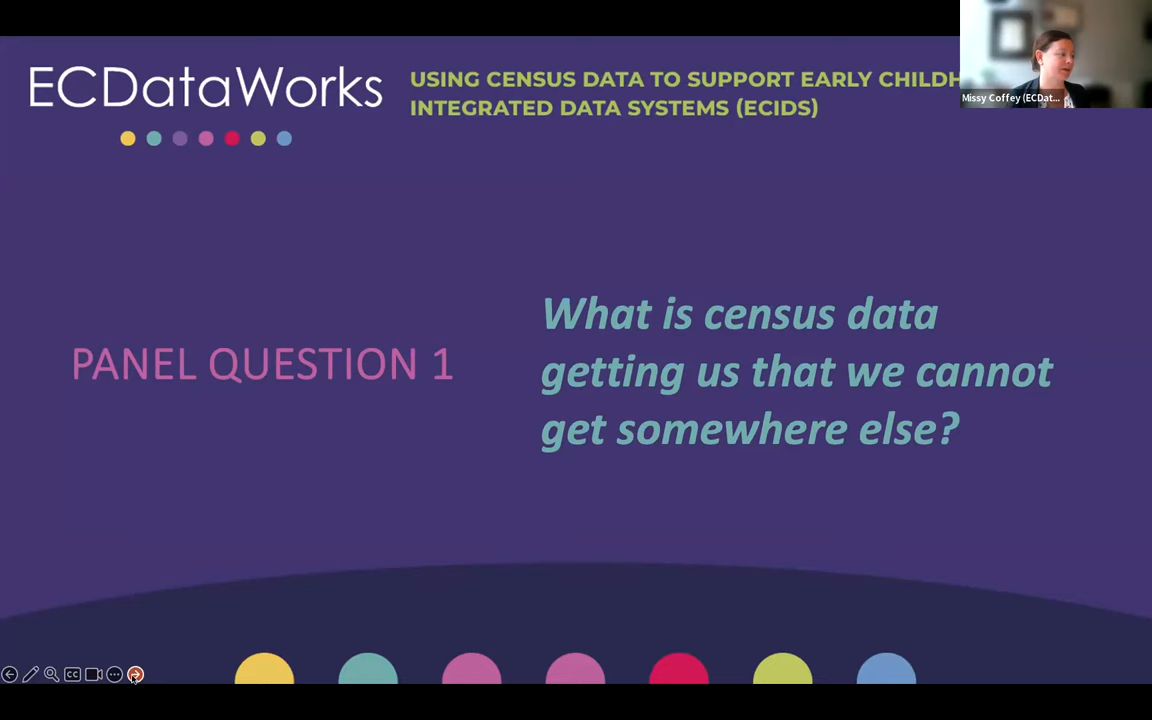 ECDataWorks
USING CENSUS DATA TO SUPPORT EARLY CHILDH
INTEGRATED DATA SYSTEMS (ECIDS)
Missy Coffey (ECDat...
PANEL QUESTION 1
What is census data
getting us that we cannot
get somewhere else?
CC